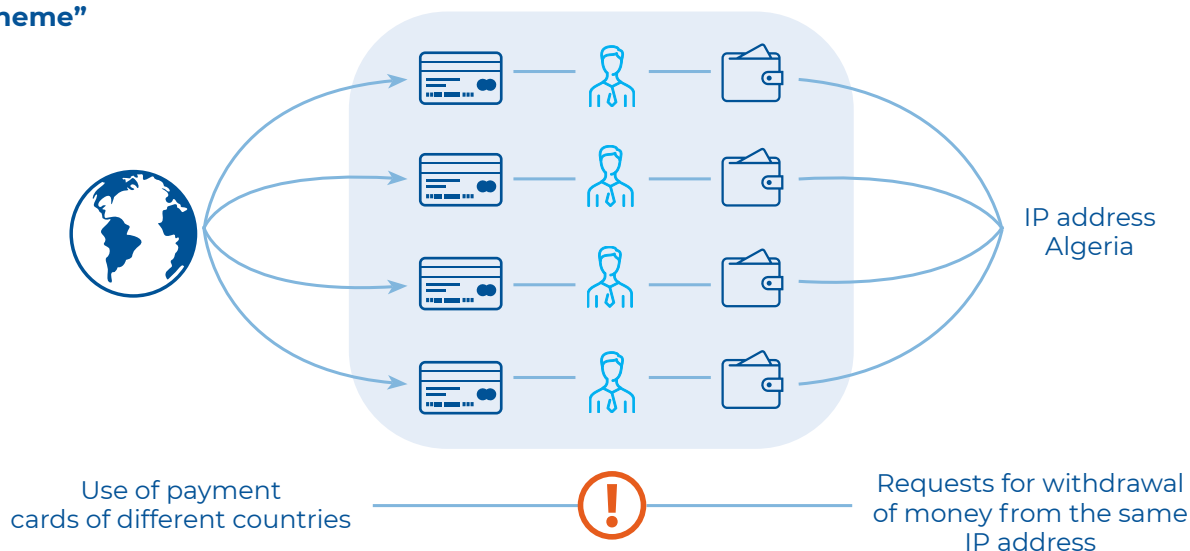 heme”
IP address
Algeria
Use of payment
cards of different countries
Requests for withdrawal
of money from the same
IP address